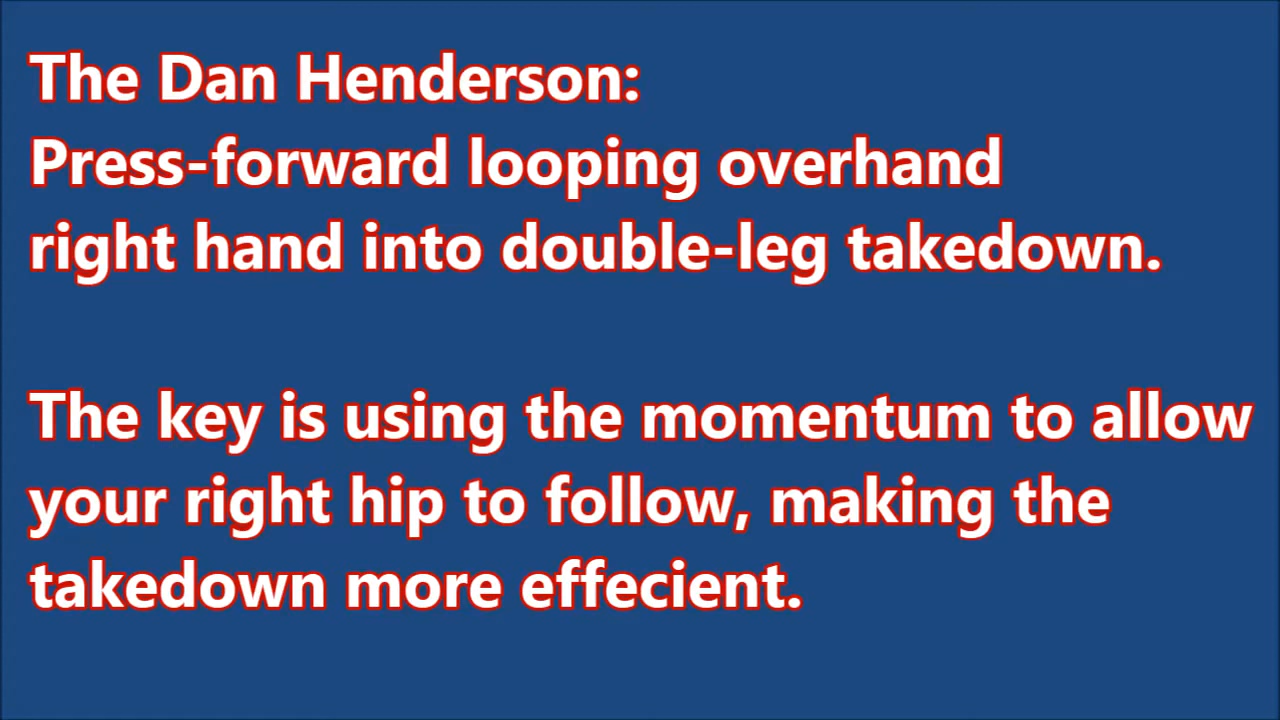 The Dan Henderson:
Press-forward looping overhand
right hand into double-leg takedown.
The key is using the momentum to allow
your right hip to follow, making the
takedown more effecient.